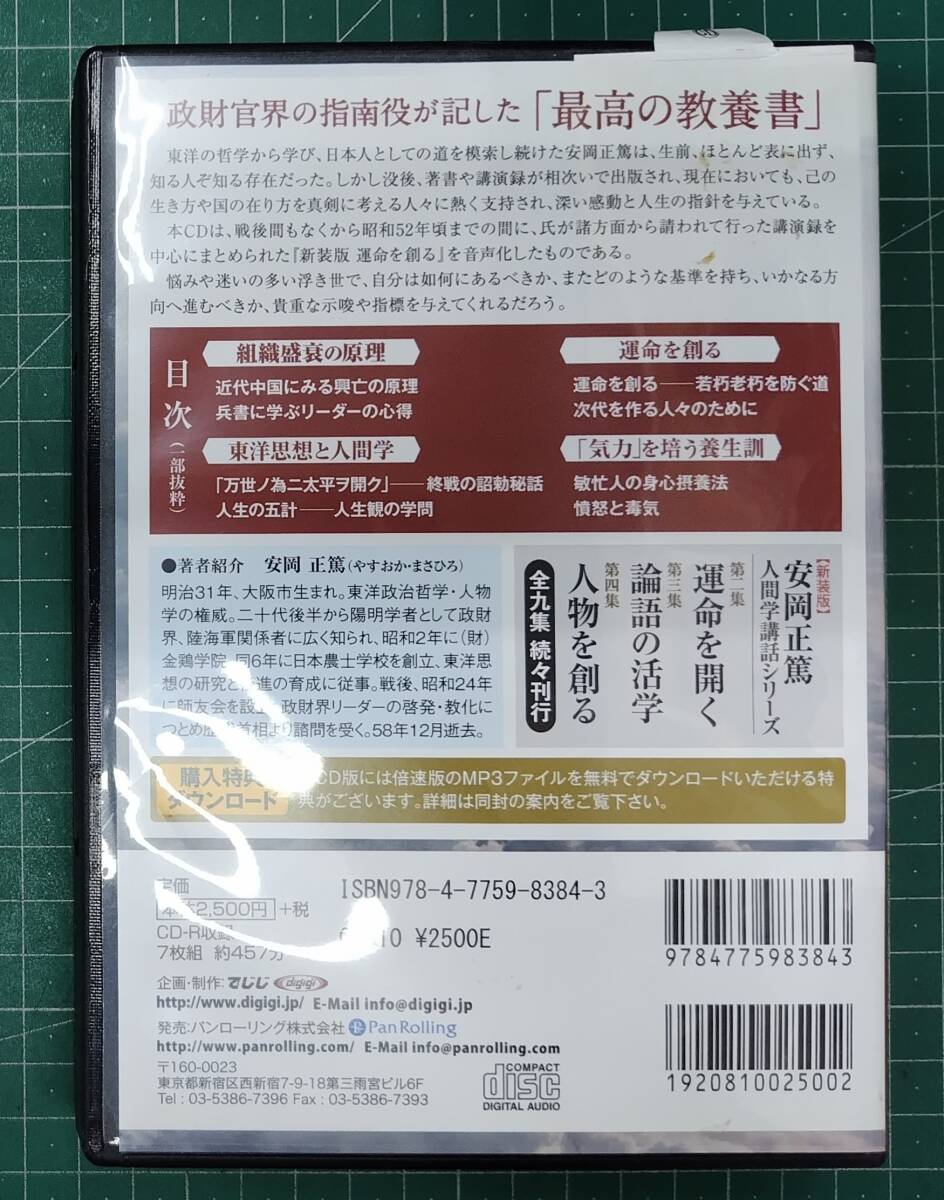 政財官界の指南役が記した「最高の教養書」
東洋の哲学から学び、日本人としての道を模索し続けた安岡正篤は、生前、ほとんど表に出ず、
知る人ぞ知る存在だった。しかし没後、著書や講演録が相次いで出版され、現在においても、己の
生き方や国の在り方を真剣に考える人々に熱く支持され、深い感動と人生の指針を与えている。
本CDは、戦後間もなくから昭和52年頃までの間に、氏が諸方面から請われて行った講演録を
中心にまとめられた『新装版 運命を創る』を音声化したものである。
悩みや迷いの多い浮き世で、自分は如何にあるべきか、またどのような基準を持ち、いかなる方
向へ進むべきか、貴重な示唆や指標を与えてくれるだろう。
目次(一部抜粋)
組織盛衰の原理
近代中国にみる興亡の原理
兵書に学ぶリーダーの心得
運命を創る
運命を創る――若朽老朽を防ぐ道
次代を作る人々のために
東洋思想と人間学
「万世ノ為ニ太平ヲ開ク」――終戦の詔勅秘話
人生の五計――人生観の学問
「気力」を培う養生訓
敏忙人の身心摂養法
憤怒と毒気
●著者紹介 安岡 正篤(やすおか・まさひろ)
明治31年、大阪市生まれ。東洋政治哲学・人物
学の権威。二十代後半から陽明学者として政財
界、陸海軍関係者に広く知られ、昭和2年に(財)
金鶏学院、同6年に日本農士学校を創立、東洋思
想の研究と 進の育成に従事。戦後、昭和24年
に師友会を設 政財界リーダーの啓発・教化に
つとめ歴 首相より諮問を受く。58年12月逝去。
【新装版】
安岡正篤
人間学講話シリーズ
第二集
運命を開く
第三集
論語の活学
第四集
人物を創る
全九集 続々刊行
購入特典
ダウンロード
CD版には倍速版のMP3ファイルを無料でダウンロードいただける特
典がございます。詳細は同封の案内をご覧下さい。
定価
本体2,500円+税
CD-R収録
7枚組 約457分
ISBN978-4-7759-8384-3
10 ¥2500E
9784775983843
1920810025002
企画・制作:でじじ digigi
http://www.digigi.jp/ E-Mail info@digigi.jp
発売:パンローリング株式会社 Pan Rolling
http://www.panrolling.com/ E-Mail info@panrolling.com
〒160-0023
東京都新宿区西新宿7-9-18第三雨宮ビル6F
Tel : 03-5386-7396 Fax : 03-5386-7393
COMPACT
disc
DIGITAL AUDIO